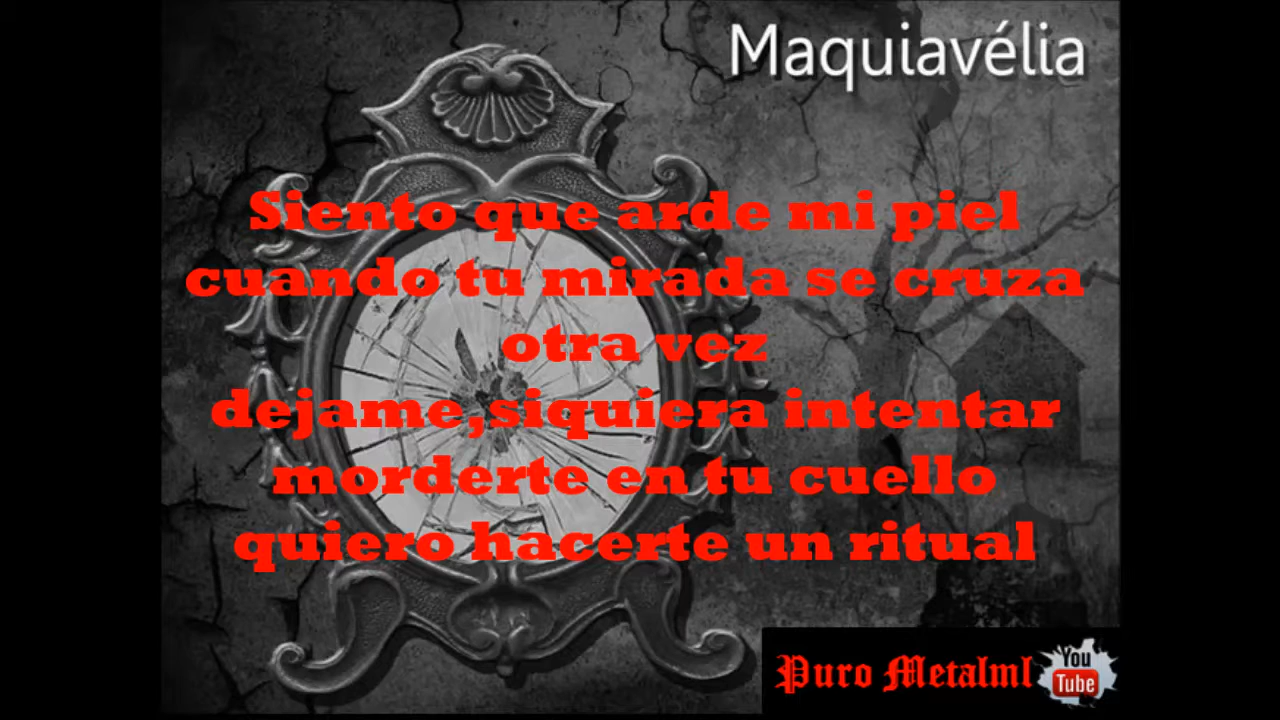 Maquiavélia
Siento que arde mi piel
cuando tu mirada se cruza
otra vez
dejame,siquiera intentar
morderte en tu cuello
quiero hacerte un ritual
Puro Metalml
You
Tube